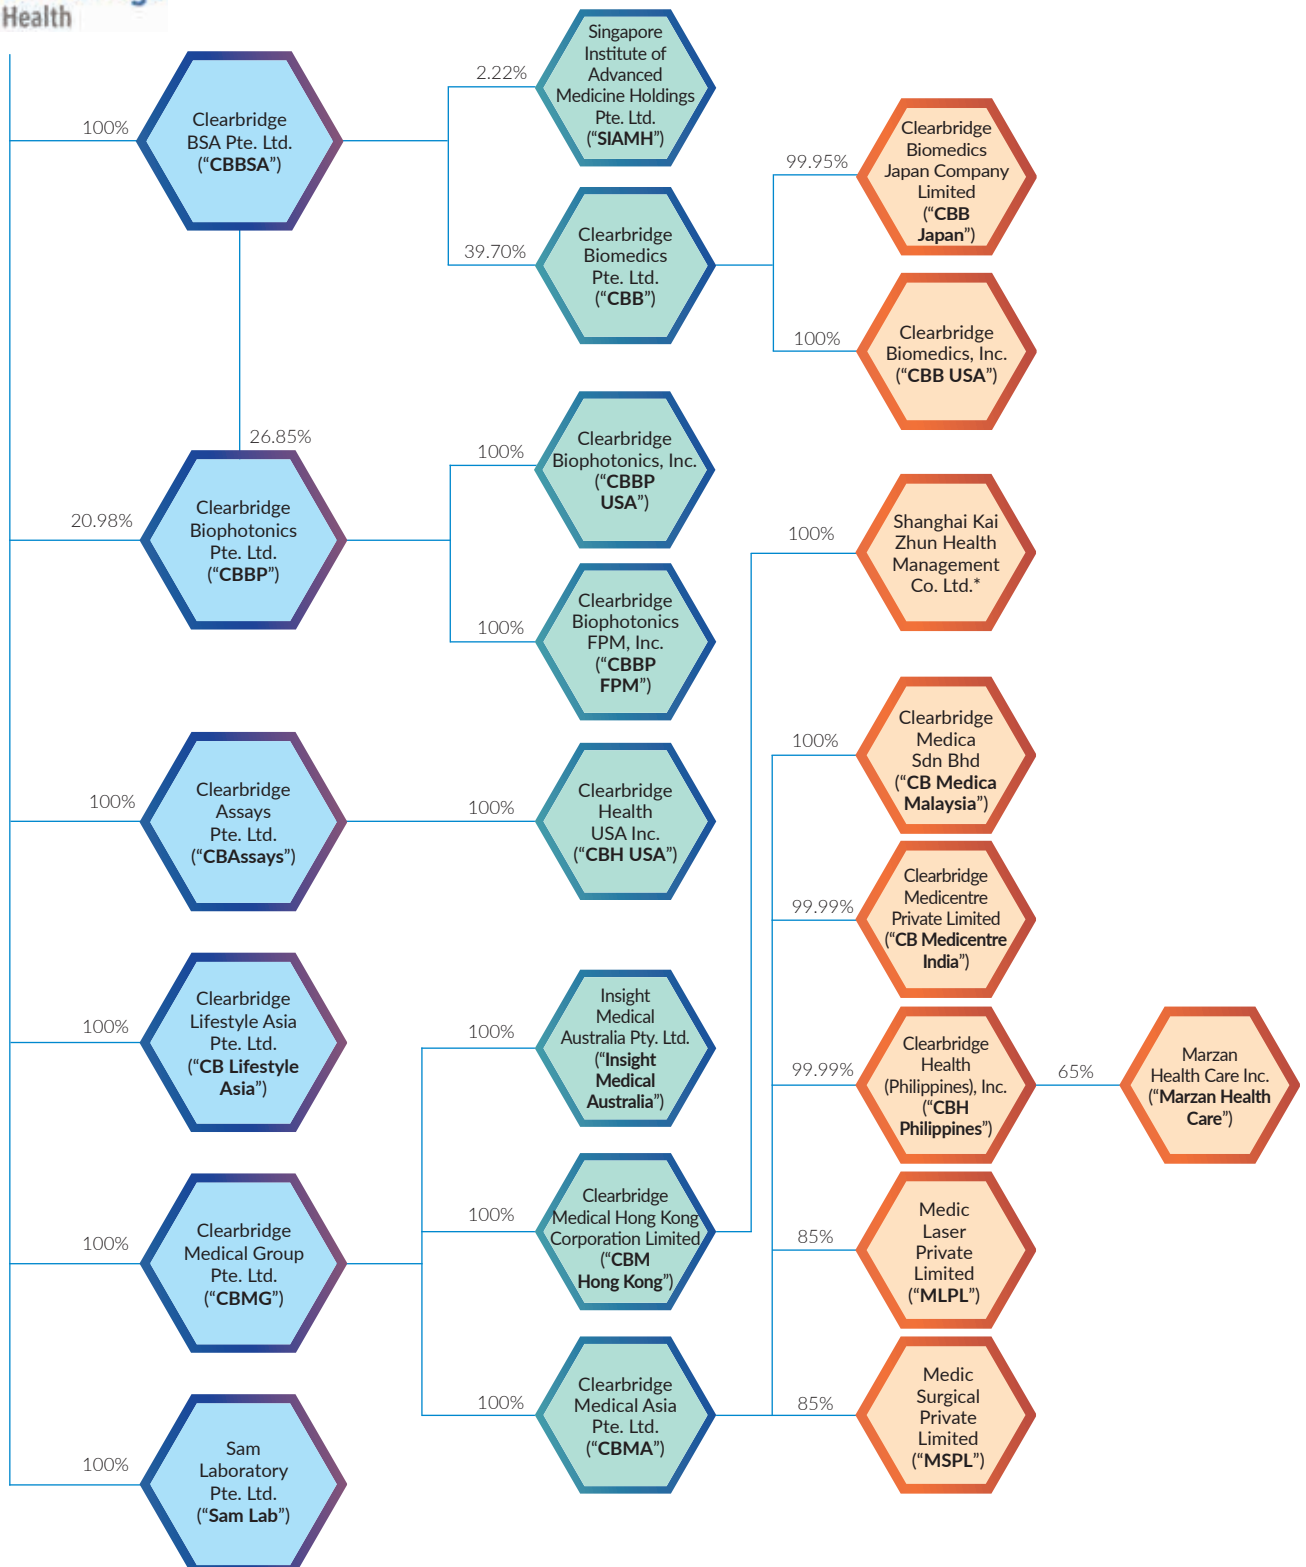 Health
100%
Clearbridge
BSA Pte. Ltd.
(“CBBSA”)
2.22%
Singapore
Institute of
Advanced
Medicine Holdings
Pte. Ltd.
(“SIAMH”)
39.70%
Clearbridge
Biomedics
Pte. Ltd.
(“CBB”)
99.95%
Clearbridge
Biomedics
Japan Company
Limited
(“CBB
Japan”)
100%
Clearbridge
Biomedics, Inc.
(“CBB USA”)
26.85%
20.98%
Clearbridge
Biophotonics
Pte. Ltd.
(“CBBP”)
100%
Clearbridge
Biophotonics, Inc.
(“CBBP
USA”)
100%
Clearbridge
Biophotonics
FPM, Inc.
(“CBBP
FPM”)
100%
Shanghai Kai
Zhun Health
Management
Co. Ltd.*
100%
Clearbridge
Assays
Pte. Ltd.
(“CBAssays”)
100%
Clearbridge
Health
USA Inc.
(“CBH USA”)
100%
Clearbridge
Medica
Sdn Bhd
(“CB Medica
Malaysia”)
99.99%
Clearbridge
Medicentre
Private Limited
(“CB Medicentre
India”)
100%
Clearbridge
Lifestyle Asia
Pte. Ltd.
(“CB Lifestyle
Asia”)
100%
Insight
Medical
Australia Pty. Ltd.
(“Insight
Medical
Australia”)
99.99%
Clearbridge
Health
(Philippines), Inc.
(“CBH
Philippines”)
65%
Marzan
Health Care Inc.
(“Marzan Health
Care”)
100%
Clearbridge
Medical Group
Pte. Ltd.
(“CBMG”)
100%
Clearbridge
Medical Hong Kong
Corporation Limited
(“CBM
Hong Kong”)
85%
Medic
Laser
Private
Limited
(“MLPL”)
100%
Clearbridge
Medical Asia
Pte. Ltd.
(“CBMA”)
85%
Medic
Surgical
Private
Limited
(“MSPL”)
100%
Sam
Laboratory
Pte. Ltd.
(“Sam Lab”)